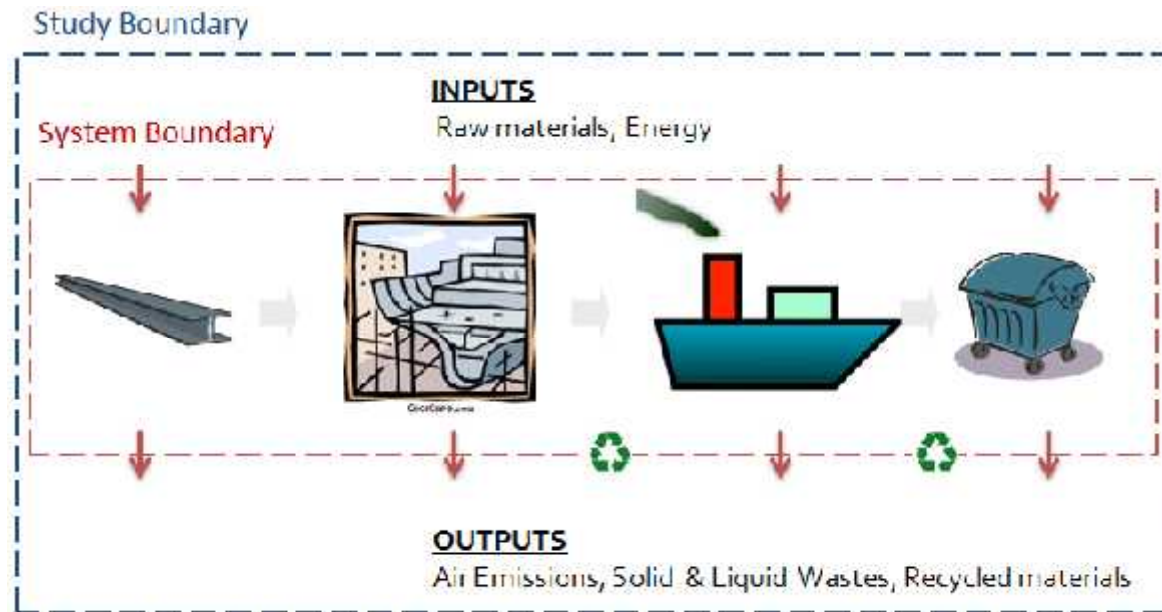 Study Boundary
INPUTS
Raw materials, Energy
System Boundary
OUTPUTS
Air Emissions, Solid & Liquid Wastes, Recycled materials